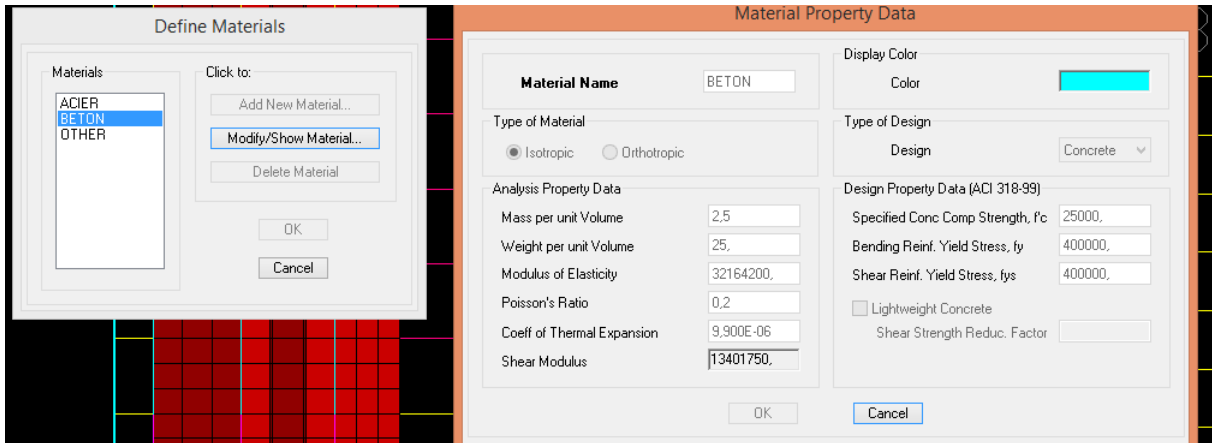 Define Materials
Materials
ACIER
BETON
OTHER
Click to:
Add New Material...
Modify/Show Material...
Delete Material
OK
Cancel
Material Property Data
Material Name BETON
Display Color
Color
Type of Material
Isotropic Orthotropic
Type of Design
Design Concrete
Analysis Property Data
Mass per unit Volume 2,5
Weight per unit Volume 25,
Modulus of Elasticity 32164200,
Poisson's Ratio 0,2
Coeff of Thermal Expansion 9,900E-06
Shear Modulus 13401750,
Design Property Data (ACI 318-99)
Specified Conc Comp Strength, f'c 25000,
Bending Reinf. Yield Stress, fy 400000,
Shear Reinf. Yield Stress, fys 400000,
Lightweight Concrete
Shear Strength Reduc. Factor
OK
Cancel